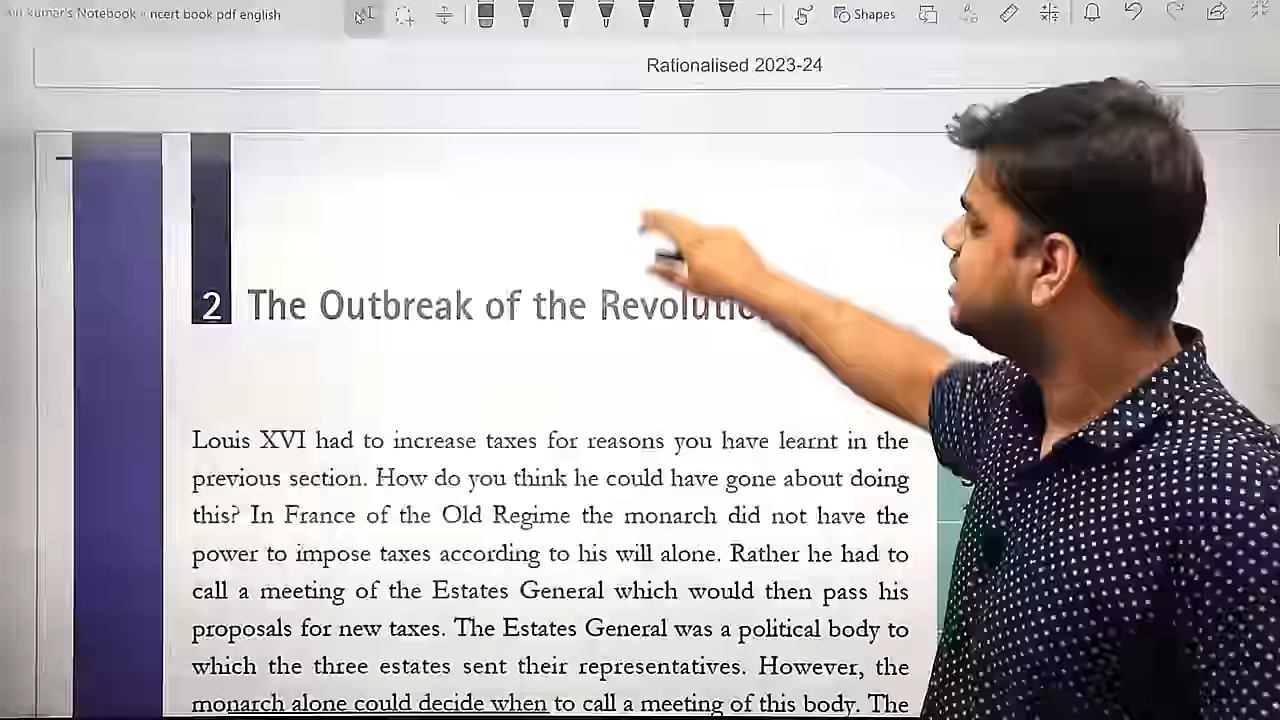 kumar's Notebook » ncert book pdf english
Shapes
Rationalised 2023-24
2 The Outbreak of the Revolutio
Louis XVI had to increase taxes for reasons you have learnt in the
previous section. How do you think he could have gone about doing
this? In France of the Old Regime the monarch did not have the
power to impose taxes according to his will alone. Rather he had to
call a meeting of the Estates General which would then pass his
proposals for new taxes. The Estates General was a political body to
which the three estates sent their representatives. However, the
monarch alone could decide when to call a meeting of this body. The